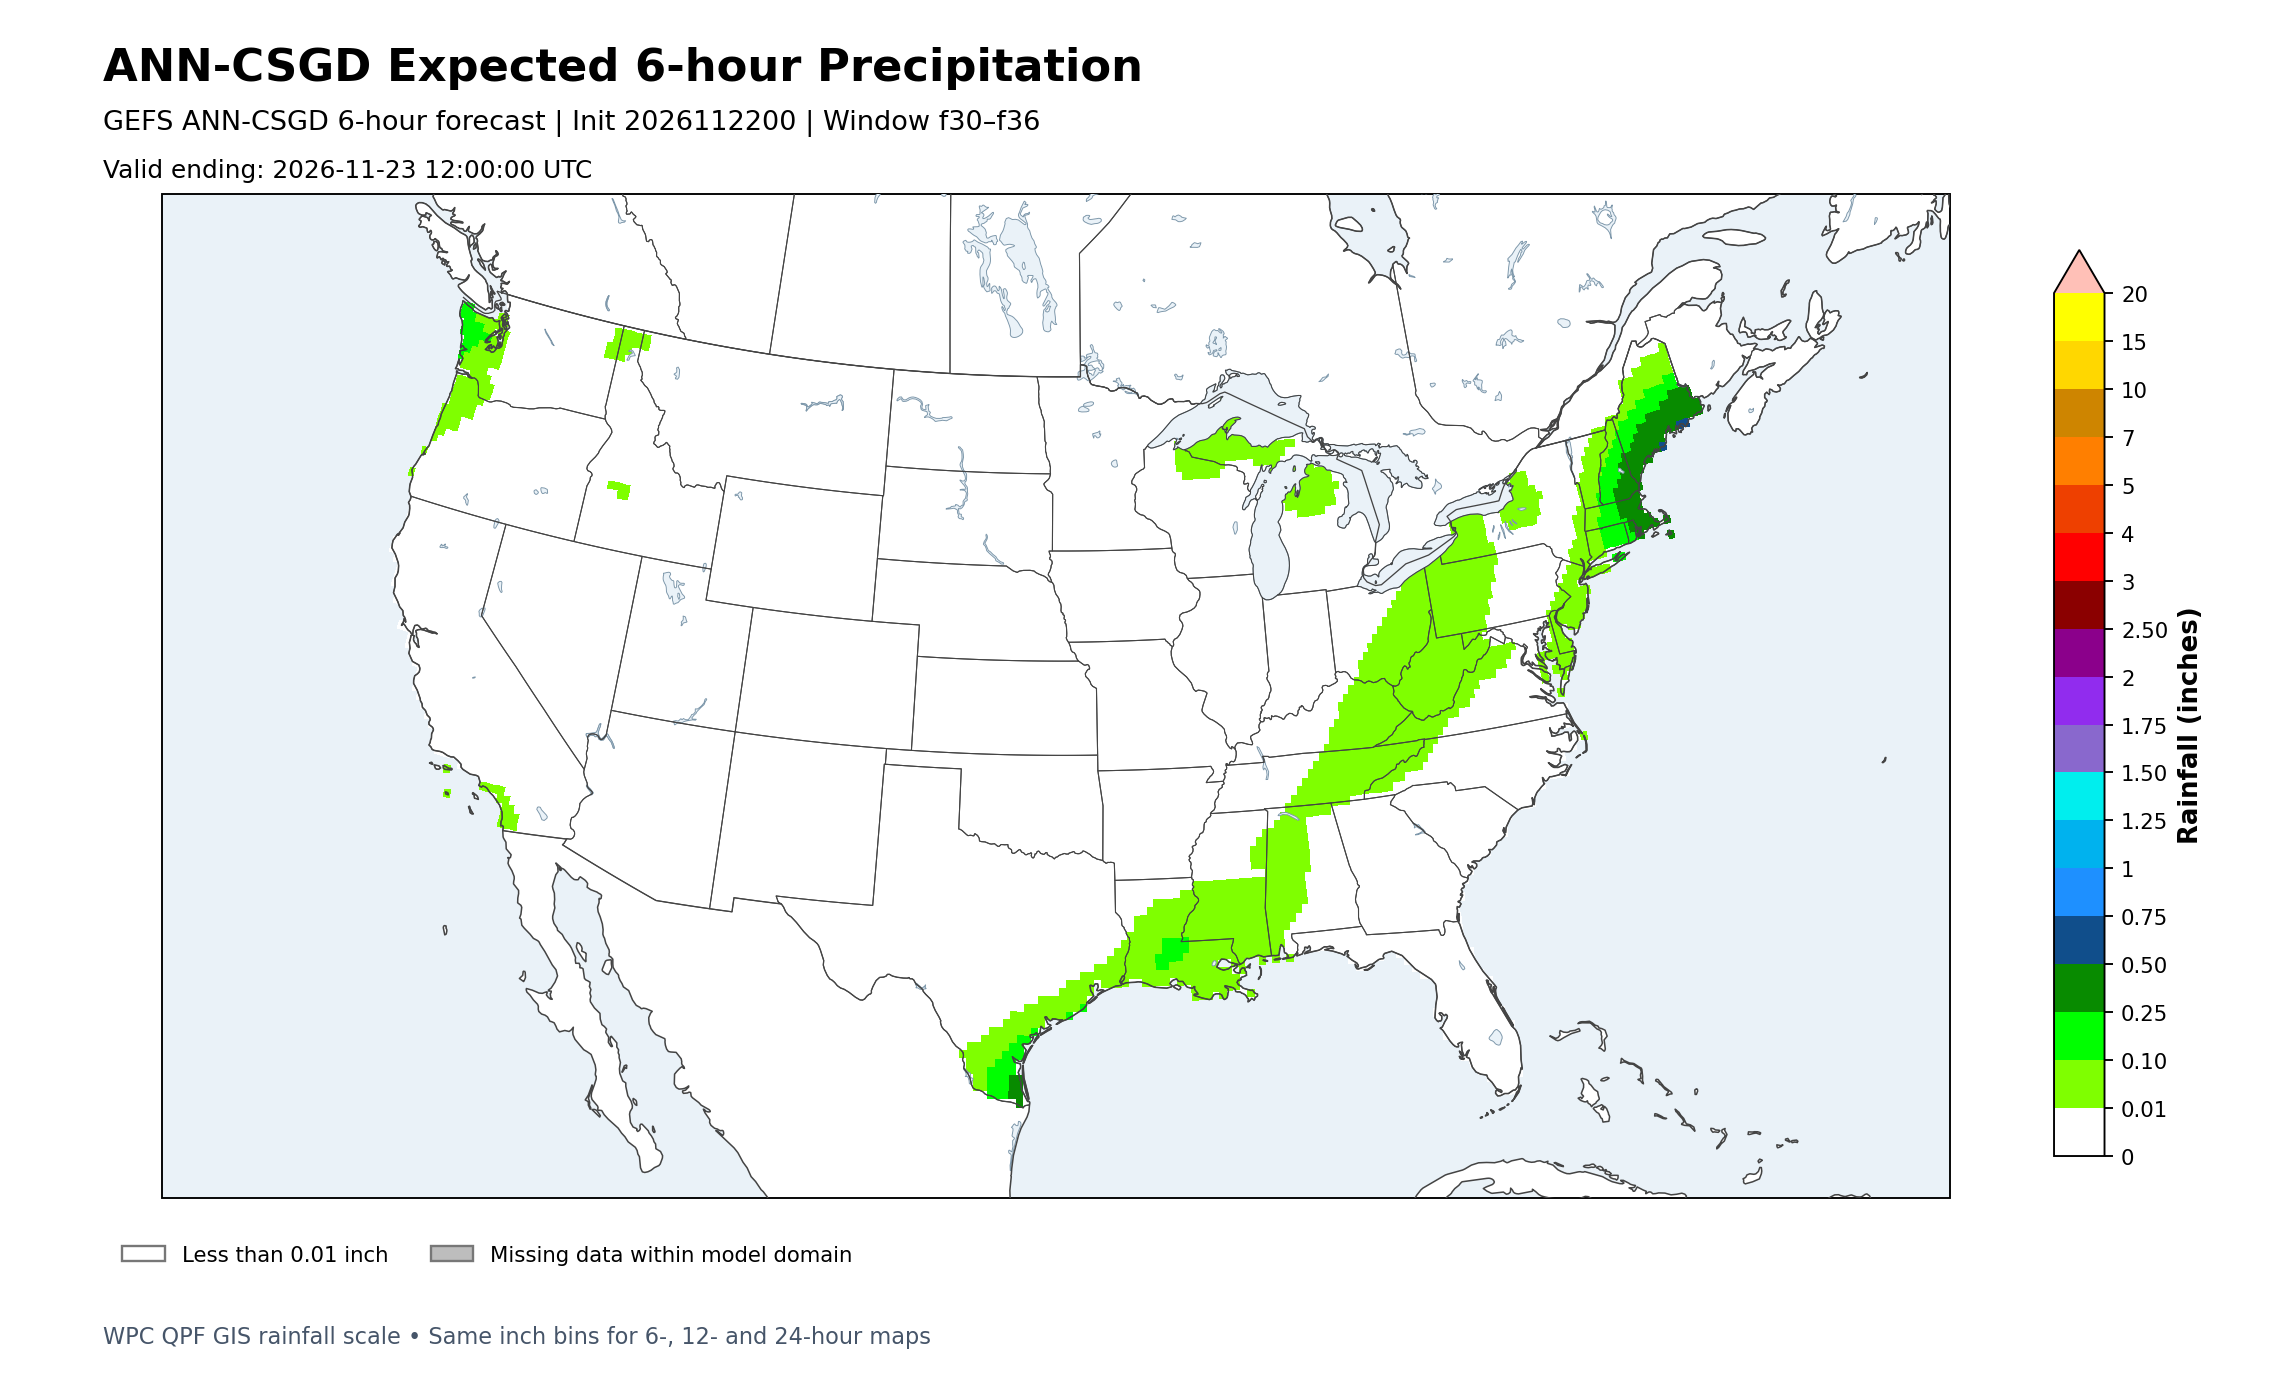 ANN-CSGD Expected 6-hour Precipitation
GEFS ANN-CSGD 6-hour forecast | Init 2026112200 | Window f30–f36
Valid ending: 2026-11-23 12:00:00 UTC
20
15
10
7
5
4
3
2.50
2
1.75
1.50
1.25
1
0.75
0.50
0.25
0.10
0.01
0
Rainfall (inches)
Less than 0.01 inch
Missing data within model domain
WPC QPF GIS rainfall scale • Same inch bins for 6-, 12- and 24-hour maps